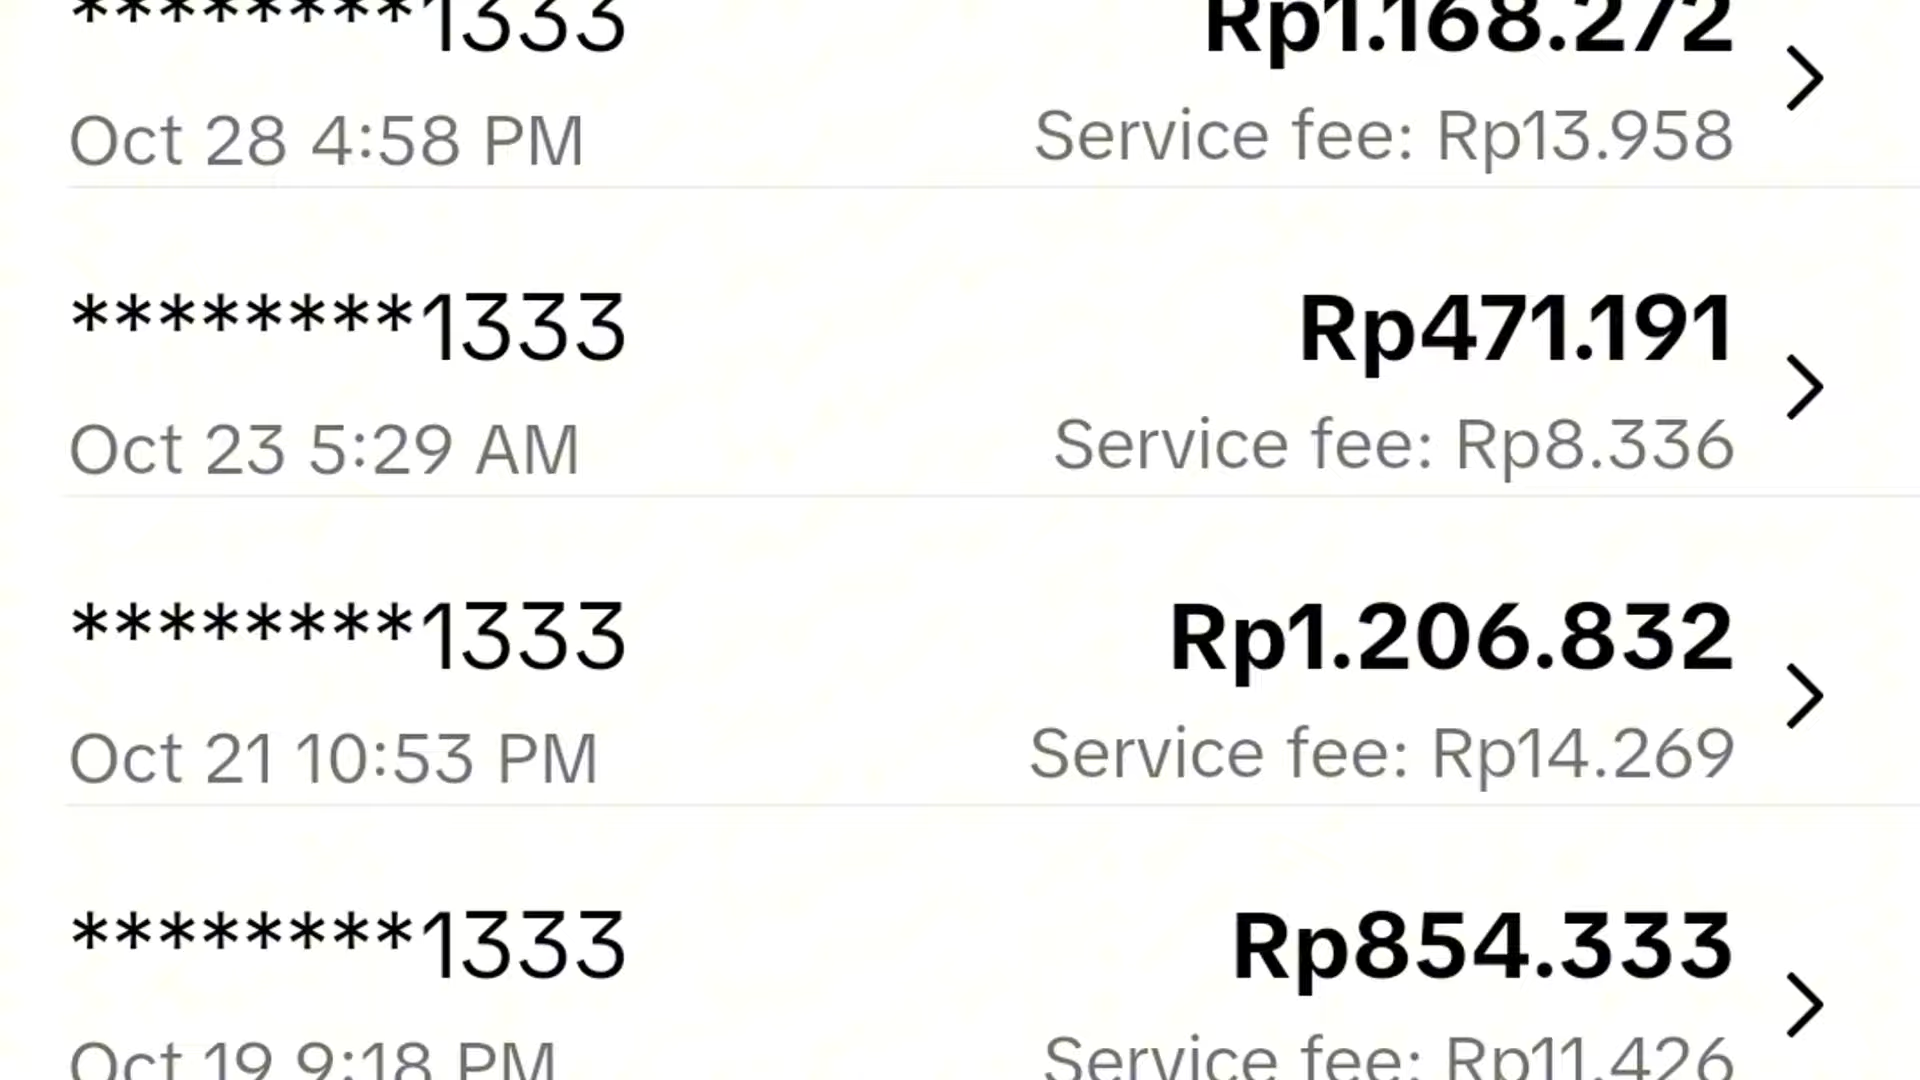 ********1333
Rp1.168.272
Oct 28 4:58 PM
Service fee: Rp13.958
********1333
Rp471.191
Oct 23 5:29 AM
Service fee: Rp8.336
********1333
Rp1.206.832
Oct 21 10:53 PM
Service fee: Rp14.269
********1333
Rp854.333
Oct 19 9:18 PM
Service fee: Rp11.426